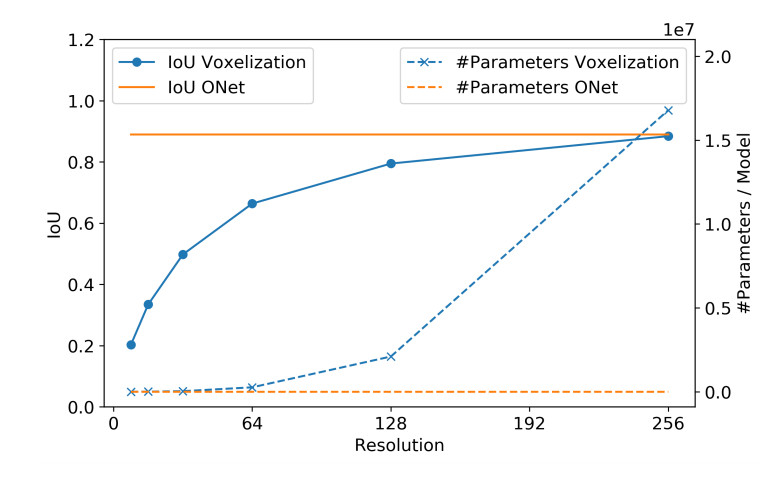 1e7
1.2
1.0
0.8
0.6
0.4
0.2
0.0
IoU
IoU Voxelization
IoU ONet
#Parameters Voxelization
#Parameters ONet
2.0
1.5
1.0
0.5
0.0
#Parameters / Model
0
64
128
192
256
Resolution